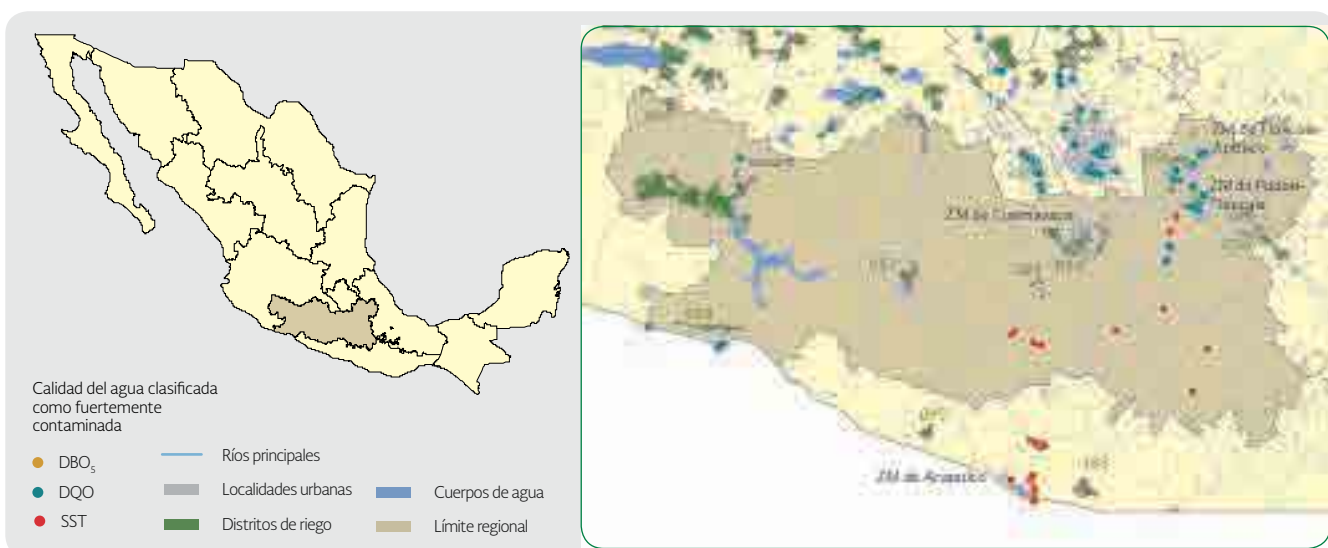 Calidad del agua clasificada
como fuertemente
contaminada
DBO₅
DQO
SST
Ríos principales
Localidades urbanas
Distritos de riego
Cuerpos de agua
Límite regional
ZM de Cuernavaca
ZM de Acapulco